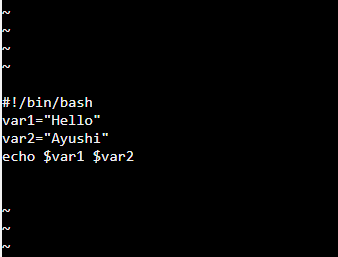 ~
~
~
~
#!/bin/bash
var1="Hello"
var2="Ayushi"
echo $var1 $var2
~
~
~